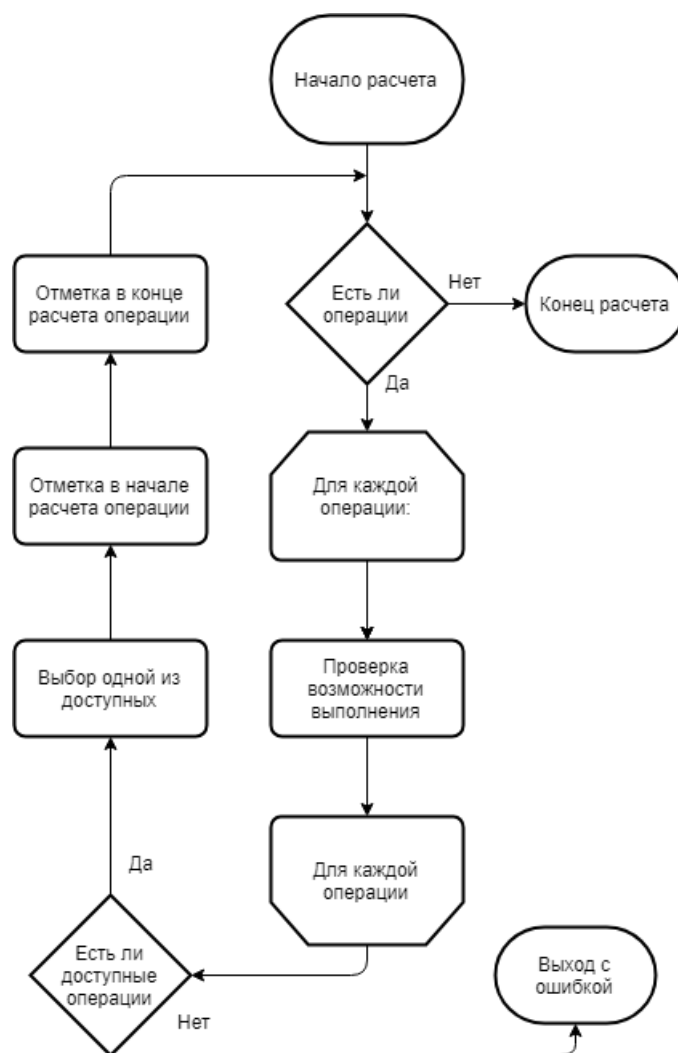 Начало расчета
Есть ли
операции
Нет
Конец расчета
Да
Для каждой
операции:
Проверка
возможности
выполнения
Для каждой
операции
Есть ли
доступные
операции
Да
Нет
Выбор одной из
доступных
Отметка в начале
расчета операции
Отметка в конце
расчета операции
Выход с
ошибкой